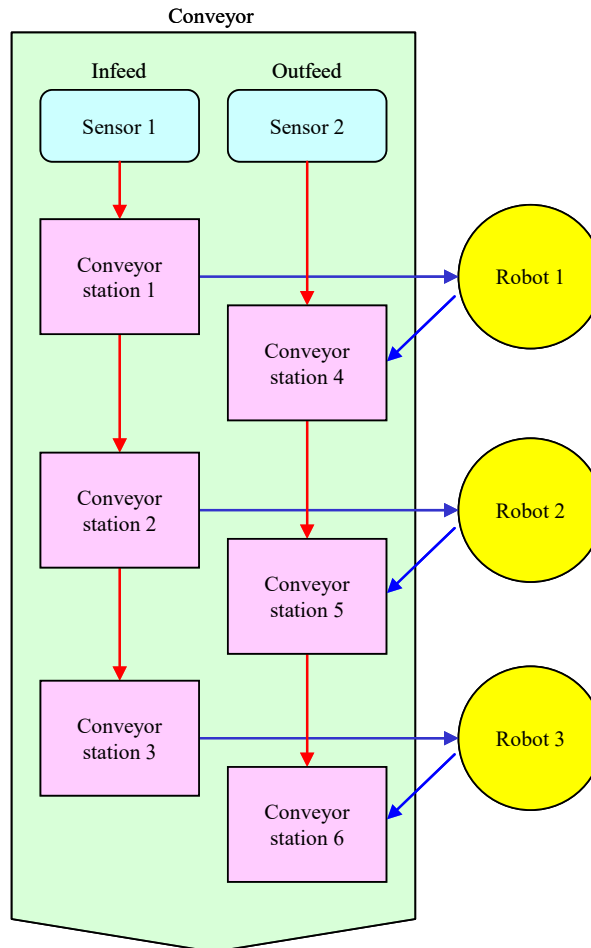 Conveyor
Infeed
Outfeed
Sensor 1
Sensor 2
Conveyor
station 1
Robot 1
Conveyor
station 4
Conveyor
station 2
Robot 2
Conveyor
station 5
Conveyor
station 3
Robot 3
Conveyor
station 6